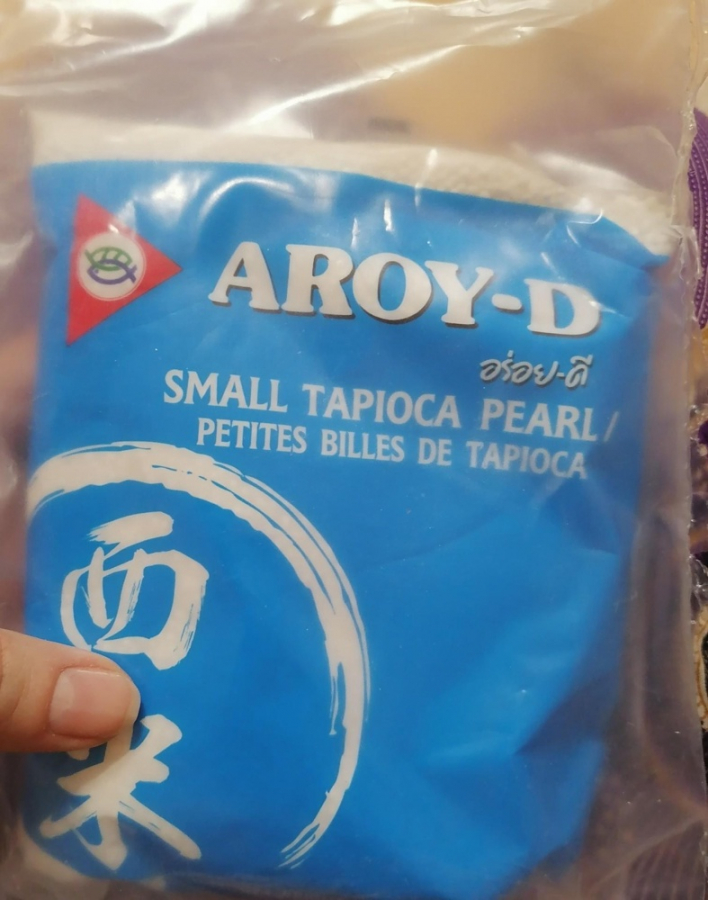 AROY-D
อร่อย-ดี
SMALL TAPIOCA PEARL/
PETITES BILLES DE TAPIOCA
西
米